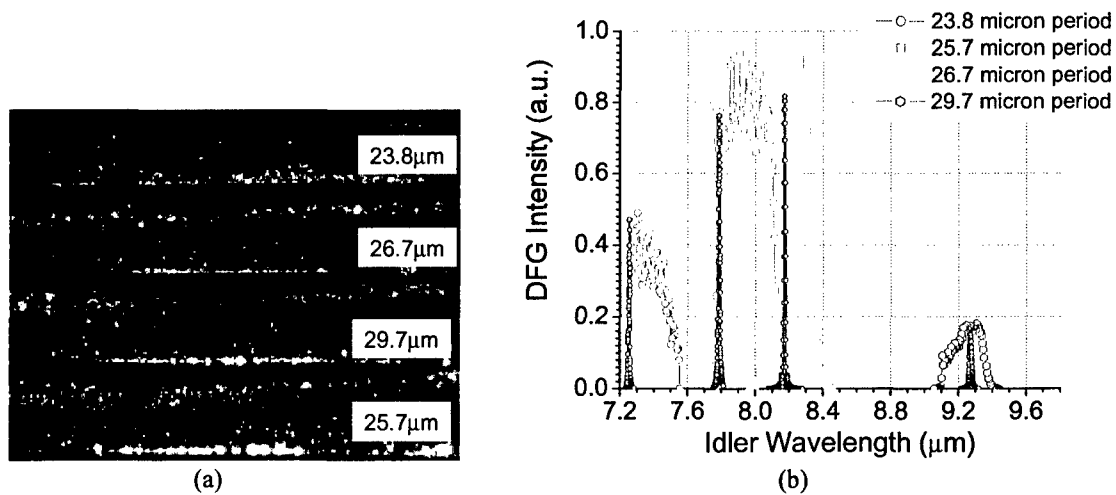 23.8μm
26.7μm
29.7μm
25.7μm
(a)
DFG Intensity (a.u.)
1.0
0.8
0.6
0.4
0.2
0.0
7.2 7.6 8.0 8.4 8.8 9.2 9.6
Idler Wavelength (μm)
23.8 micron period
25.7 micron period
26.7 micron period
29.7 micron period
(b)